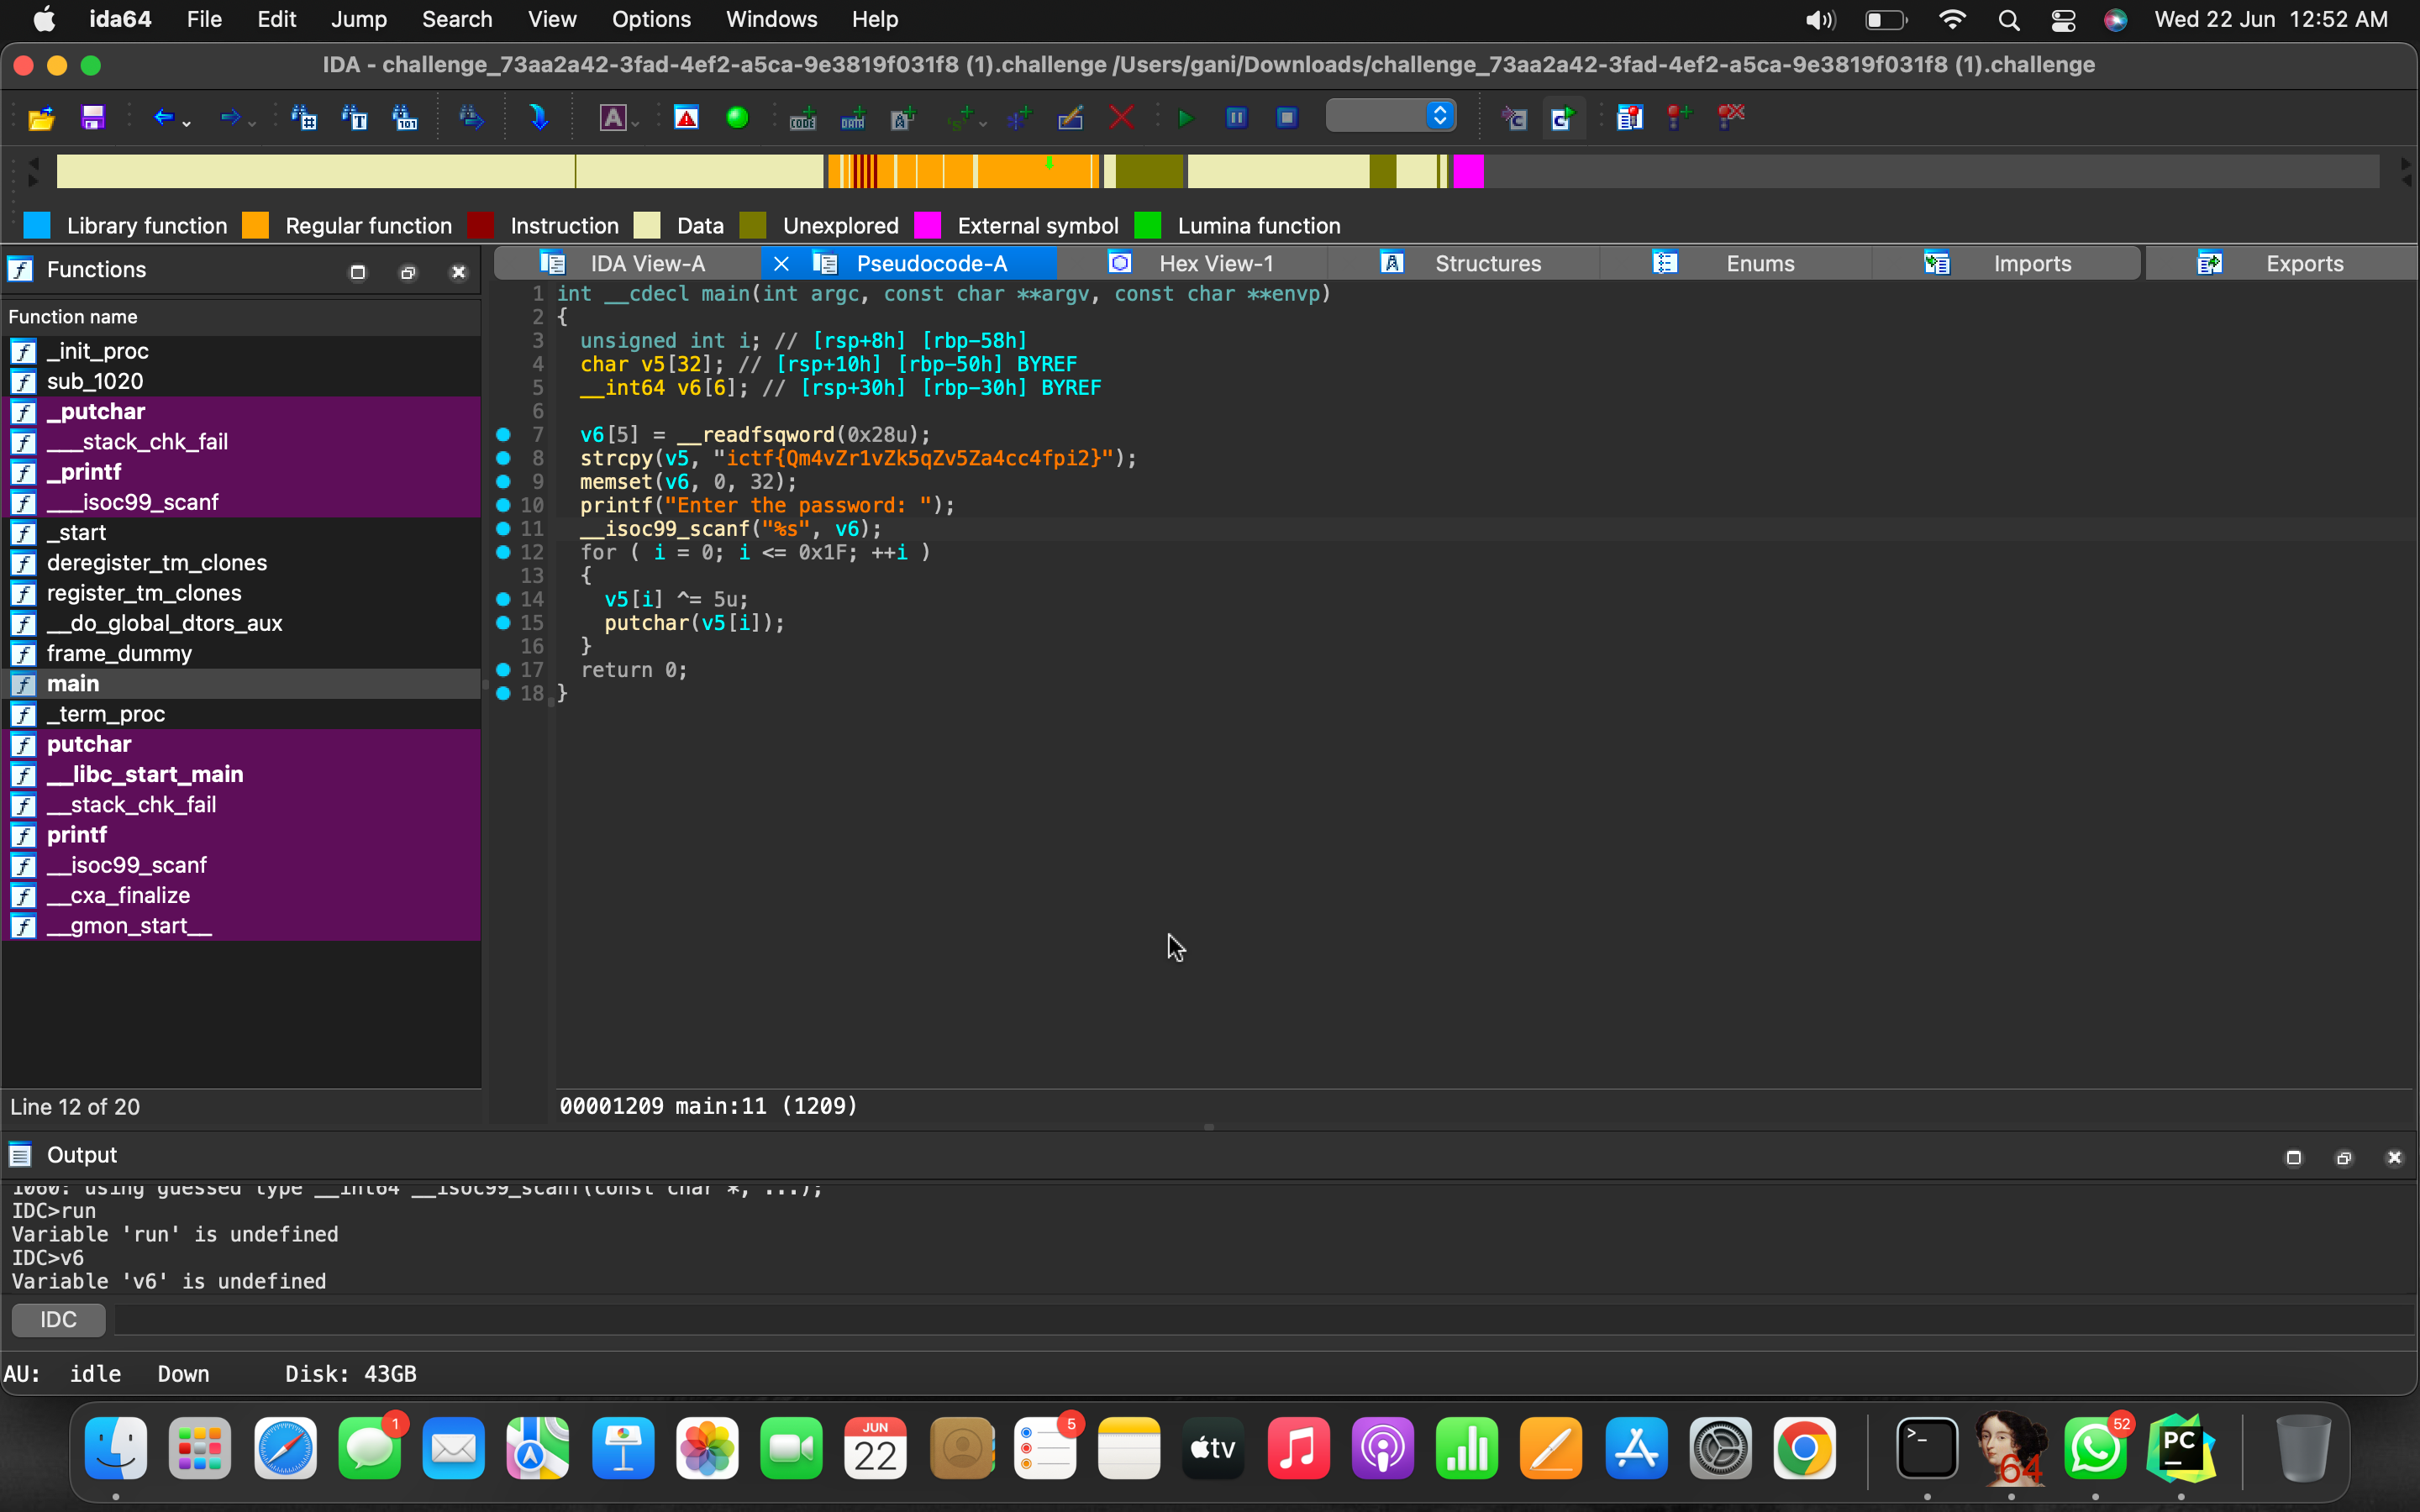 ida64 File Edit Jump Search View Options Windows Help Wed 22 Jun 12:52 AM
IDA - challenge_73aa2a42-3fad-4ef2-a5ca-9e3819f031f8 (1).challenge /Users/gani/Downloads/challenge_73aa2a42-3fad-4ef2-a5ca-9e3819f031f8 (1).challenge
Library function Regular function Instruction Data Unexplored External symbol Lumina function
Functions
Function name
_init_proc
sub_1020
_putchar
___stack_chk_fail
_printf
___isoc99_scanf
_start
deregister_tm_clones
register_tm_clones
__do_global_dtors_aux
frame_dummy
main
_term_proc
putchar
__libc_start_main
__stack_chk_fail
printf
__isoc99_scanf
__cxa_finalize
__gmon_start__
Line 12 of 20
IDA View-A Pseudocode-A Hex View-1 Structures Enums Imports Exports
1 int __cdecl main(int argc, const char **argv, const char **envp)
2 {
3 unsigned int i; // [rsp+8h] [rbp-58h]
4 char v5[32]; // [rsp+10h] [rbp-50h] BYREF
5 __int64 v6[6]; // [rsp+30h] [rbp-30h] BYREF
6
7 v6[5] = __readfsqword(0x28u);
8 strcpy(v5, "ictf{Qm4vZr1vZk5qZv5Za4cc4fpi2}");
9 memset(v6, 0, 32);
10 printf("Enter the password: ");
11 __isoc99_scanf("%s", v6);
12 for ( i = 0; i <= 0x1F; ++i )
13 {
14 v5[i] ^= 5u;
15 putchar(v5[i]);
16 }
17 return 0;
18 }
00001209 main:11 (1209)
Output
1060: using guessed type __int64 __isoc99_scanf(const char *, ...);
IDC>run
Variable 'run' is undefined
IDC>v6
Variable 'v6' is undefined
IDC
AU: idle Down Disk: 43GB
1
JUN
22
5
tv
64
52
PC